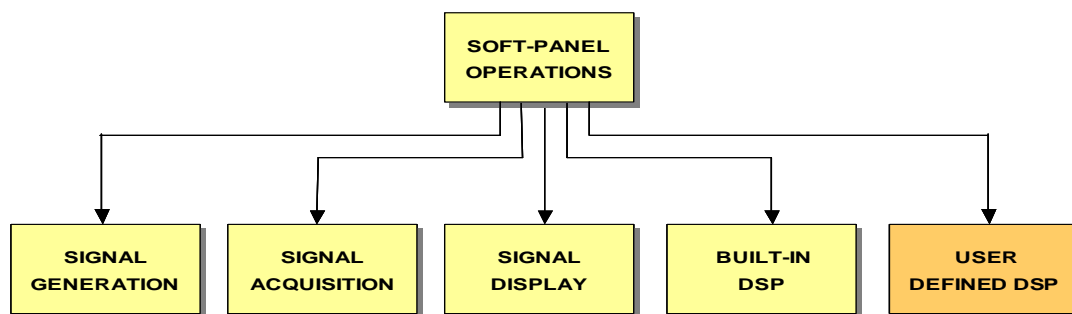 SOFT-PANEL
OPERATIONS
SIGNAL
GENERATION
SIGNAL
ACQUISITION
SIGNAL
DISPLAY
BUILT-IN
DSP
USER
DEFINED DSP